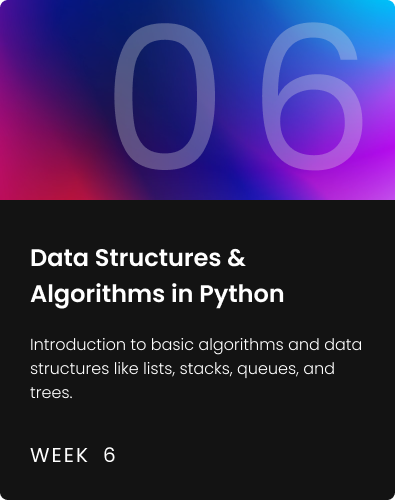 06
Data Structures &
Algorithms in Python
Introduction to basic algorithms and data
structures like lists, stacks, queues, and
trees.
WEEK 6